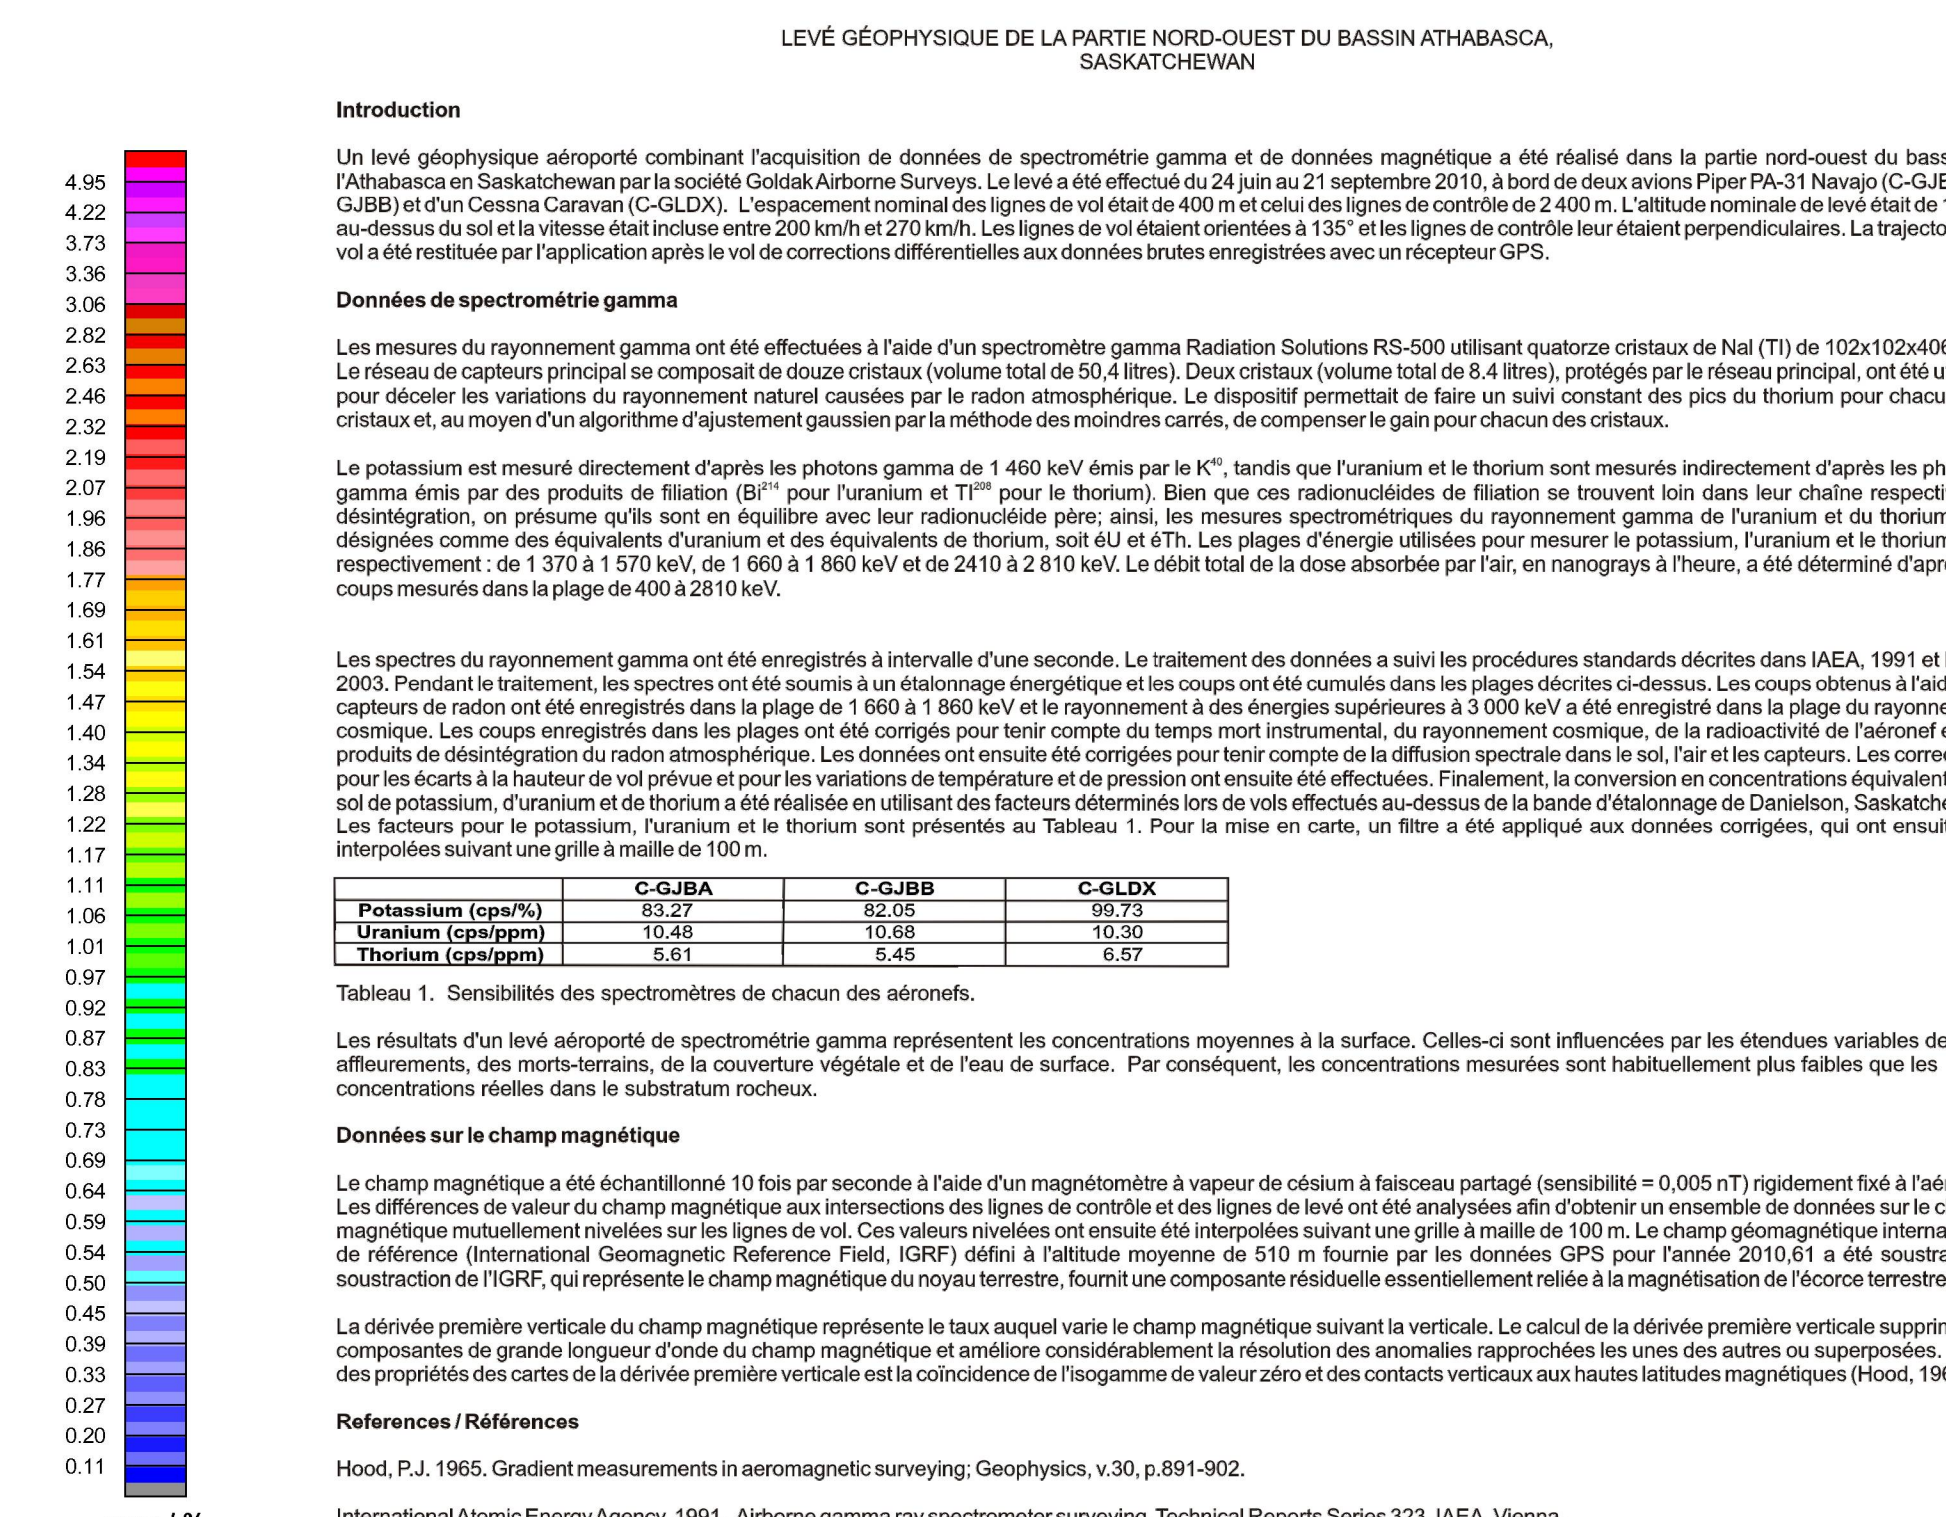 LEVÉ GÉOPHYSIQUE DE LA PARTIE NORD-OUEST DU BASSIN ATHABASCA,
SASKATCHEWAN
Introduction
Un levé géophysique aéroporté combinant l'acquisition de données de spectrométrie gamma et de données magnétique a été réalisé dans la partie nord-ouest du
l'Athabasca en Saskatchewan par la société Goldak Airborne Surveys. Le levé a été effectué du 24 juin au 21 septembre 2010, à bord de deux avions Piper PA-31 Navajo
GJBB) et d'un Cessna Caravan (C-GLDX). L'espacement nominal des lignes de vol était de 400 m et celui des lignes de contrôle de 2 400 m. L'altitude nominale de levé était de
au-dessus du sol et la vitesse était incluse entre 200 km/h et 270 km/h. Les lignes de vol étaient orientées à 135° et les lignes de contrôle leur étaient perpendiculaires. La
vol a été restituée par l'application après le vol de corrections différentielles aux données brutes enregistrées avec un récepteur GPS.
Données de spectrométrie gamma
Les mesures du rayonnement gamma ont été effectuées à l'aide d'un spectromètre gamma Radiation Solutions RS-500 utilisant quatorze cristaux de NaI (Tl) de 102x102x406
Le réseau de capteurs principal se composait de douze cristaux (volume total de 50,4 litres). Deux cristaux (volume total de 8.4 litres), protégés par le réseau principal, ont été
pour déceler les variations du rayonnement naturel causées par le radon atmosphérique. Le dispositif permettait de faire un suivi constant des pics du thorium pour
cristaux et, au moyen d'un algorithme d'ajustement gaussien par la méthode des moindres carrés, de compenser le gain pour chacun des cristaux.
Le potassium est mesuré directement d'après les photons gamma de 1 460 keV émis par le K⁴⁰, tandis que l'uranium et le thorium sont mesurés indirectement d'après les
gamma émis par des produits de filiation (Bi²¹⁴ pour l'uranium et Tl²⁰⁸ pour le thorium). Bien que ces radionucléides de filiation se trouvent loin dans leur chaîne
désintégration, on présume qu'ils sont en équilibre avec leur radionucléide père; ainsi, les mesures spectrométriques du rayonnement gamma de l'uranium et du thorium
désignées comme des équivalents d'uranium et des équivalents de thorium, soit éU et éTh. Les plages d'énergie utilisées pour mesurer le potassium, l'uranium et le thorium
respectivement : de 1 370 à 1 570 keV, de 1 660 à 1 860 keV et de 2410 à 2 810 keV. Le débit total de la dose absorbée par l'air, en nanograys à l'heure, a été déterminé
coups mesurés dans la plage de 400 à 2810 keV.
Les spectres du rayonnement gamma ont été enregistrés à intervalle d'une seconde. Le traitement des données a suivi les procédures standards décrites dans IAEA, 1991 et
2003. Pendant le traitement, les spectres ont été soumis à un étalonnage énergétique et les coups ont été cumulés dans les plages décrites ci-dessus. Les coups obtenus à
capteurs de radon ont été enregistrés dans la plage de 1 660 à 1 860 keV et le rayonnement à des énergies supérieures à 3 000 keV a été enregistré dans la plage du
cosmique. Les coups enregistrés dans les plages ont été corrigés pour tenir compte du temps mort instrumental, du rayonnement cosmique, de la radioactivité de l'aéronef
produits de désintégration du radon atmosphérique. Les données ont ensuite été corrigées pour tenir compte de la diffusion spectrale dans le sol, l'air et les capteurs. Les
pour les écarts à la hauteur de vol prévue et pour les variations de température et de pression ont ensuite été effectuées. Finalement, la conversion en concentrations
sol de potassium, d'uranium et de thorium a été réalisée en utilisant des facteurs déterminés lors de vols effectués au-dessus de la bande d'étalonnage de Danielson,
Les facteurs pour le potassium, l'uranium et le thorium sont présentés au Tableau 1. Pour la mise en carte, un filtre a été appliqué aux données corrigées, qui ont
interpolées suivant une grille à maille de 100 m.
C-GJBA C-GJBB C-GLDX
Potassium (cps/%) 83.27 82.05 99.73
Uranium (cps/ppm) 10.48 10.68 10.30
Thorium (cps/ppm) 5.61 5.45 6.57
Tableau 1. Sensibilités des spectromètres de chacun des aéronefs.
Les résultats d'un levé aéroporté de spectrométrie gamma représentent les concentrations moyennes à la surface. Celles-ci sont influencées par les étendues variables
affleurements, des morts-terrains, de la couverture végétale et de l'eau de surface. Par conséquent, les concentrations mesurées sont habituellement plus faibles que les
concentrations réelles dans le substratum rocheux.
Données sur le champ magnétique
Le champ magnétique a été échantillonné 10 fois par seconde à l'aide d'un magnétomètre à vapeur de césium à faisceau partagé (sensibilité = 0,005 nT) rigidement fixé à
Les différences de valeur du champ magnétique aux intersections des lignes de contrôle et des lignes de levé ont été analysées afin d'obtenir un ensemble de données sur le
magnétique mutuellement nivelées sur les lignes de vol. Ces valeurs nivelées ont ensuite été interpolées suivant une grille à maille de 100 m. Le champ géomagnétique
de référence (International Geomagnetic Reference Field, IGRF) défini à l'altitude moyenne de 510 m fournie par les données GPS pour l'année 2010,61 a été
soustraction de l'IGRF, qui représente le champ magnétique du noyau terrestre, fournit une composante résiduelle essentiellement reliée à la magnétisation de l'écorce terrestre
La dérivée première verticale du champ magnétique représente le taux auquel varie le champ magnétique suivant la verticale. Le calcul de la dérivée première verticale
composantes de grande longueur d'onde du champ magnétique et améliore considérablement la résolution des anomalies rapprochées les unes des autres ou superposées.
des propriétés des cartes de la dérivée première verticale est la coïncidence de l'isogamme de valeur zéro et des contacts verticaux aux hautes latitudes magnétiques (Hood,
References / Références
Hood, P.J. 1965. Gradient measurements in aeromagnetic surveying; Geophysics, v.30, p.891-902.
International Atomic Energy Agency, 1991. Airborne gamma ray spectrometer surveying, Technical Reports Series 323, IAEA, Vienna
4.95
4.22
3.73
3.36
3.06
2.82
2.63
2.46
2.32
2.19
2.07
1.96
1.86
1.77
1.69
1.61
1.54
1.47
1.40
1.34
1.28
1.22
1.17
1.11
1.06
1.01
0.97
0.92
0.87
0.83
0.78
0.73
0.69
0.64
0.59
0.54
0.50
0.45
0.39
0.33
0.27
0.20
0.11